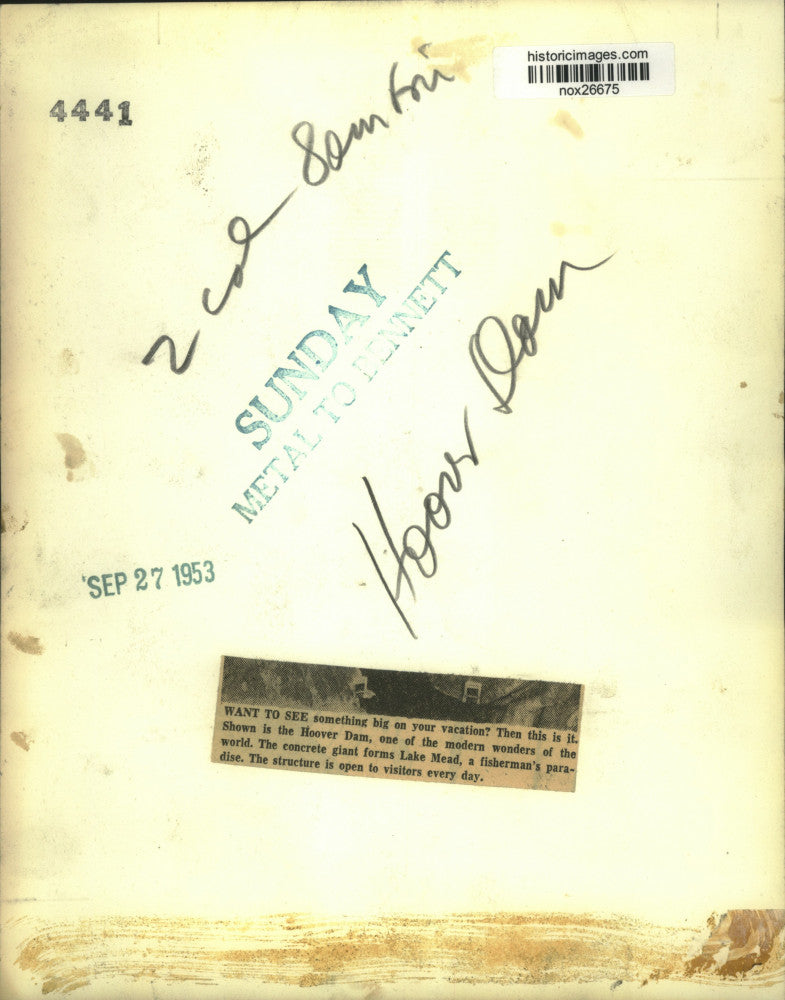 historicimages.com
nox26675
4441
2 col 8am Fri
SUNDAY
METAL TO BENNETT
Hoover Dam
SEP 27 1953
WANT TO SEE something big on your vacation? Then this is it.
Shown is the Hoover Dam, one of the modern wonders of the
world. The concrete giant forms Lake Mead, a fisherman's para-
dise. The structure is open to visitors every day.